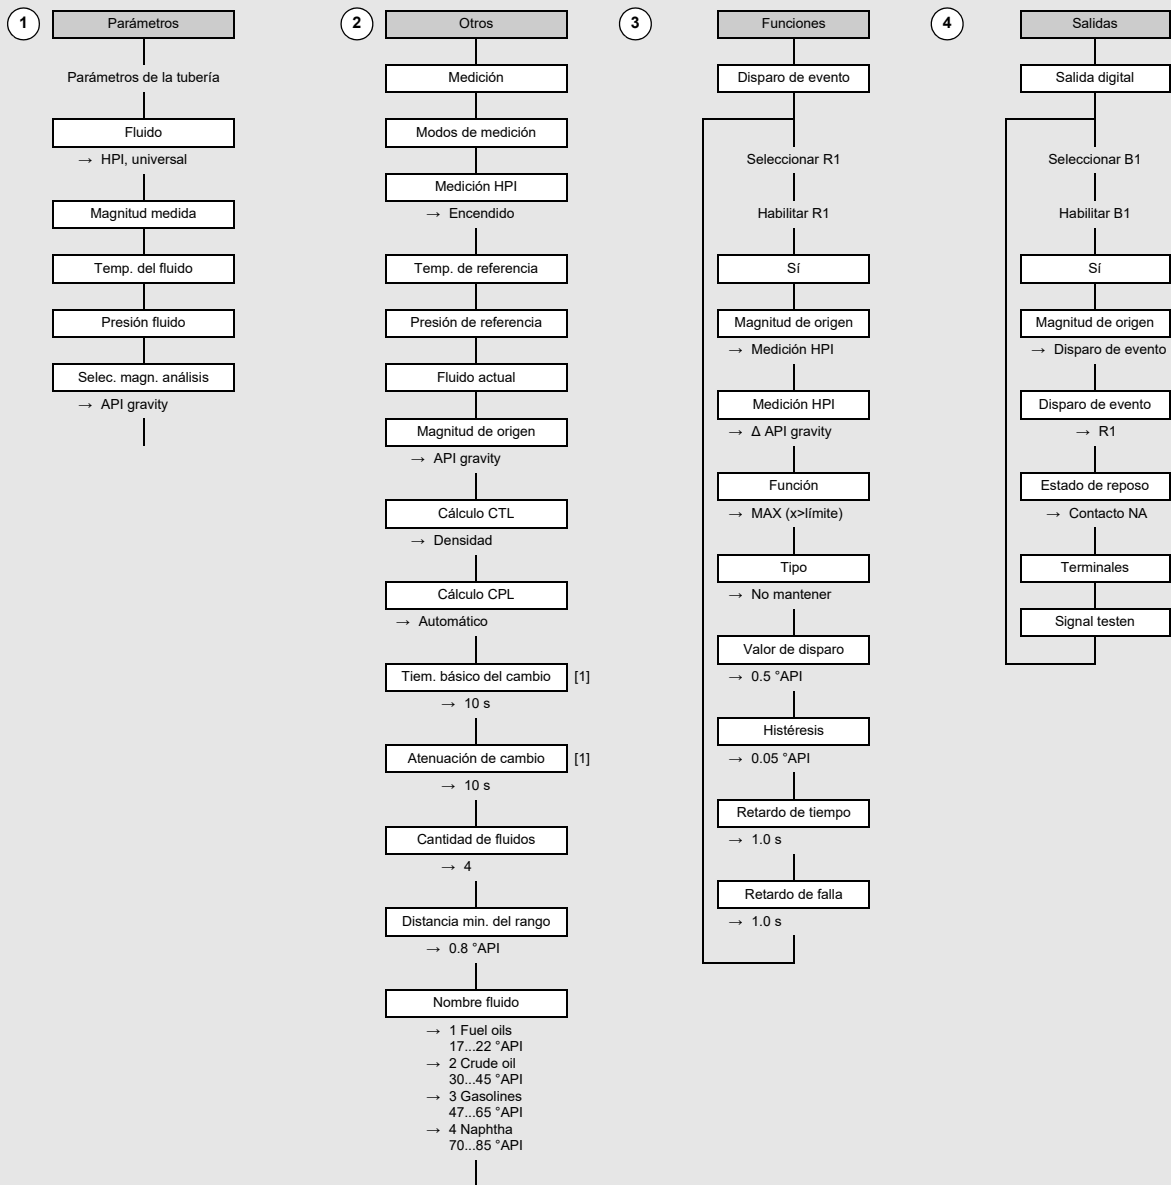 1
Parámetros
Parámetros de la tubería
Fluido
→ HPI, universal
Magnitud medida
Temp. del fluido
Presión fluido
Selec. magn. análisis
→ API gravity
2
Otros
Medición
Modos de medición
Medición HPI
→ Encendido
Temp. de referencia
Presión de referencia
Fluido actual
Magnitud de origen
→ API gravity
Cálculo CTL
→ Densidad
Cálculo CPL
→ Automático
Tiem. básico del cambio [1]
→ 10 s
Atenuación de cambio [1]
→ 10 s
Cantidad de fluidos
→ 4
Distancia min. del rango
→ 0.8 °API
Nombre fluido
→ 1 Fuel oils
17...22 °API
→ 2 Crude oil
30...45 °API
→ 3 Gasolines
47...65 °API
→ 4 Naphtha
70...85 °API
3
Funciones
Disparo de evento
Seleccionar R1
Habilitar R1
Sí
Magnitud de origen
→ Medición HPI
Medición HPI
→ Δ API gravity
Función
→ MAX (x>límite)
Tipo
→ No mantener
Valor de disparo
→ 0.5 °API
Histéresis
→ 0.05 °API
Retardo de tiempo
→ 1.0 s
Retardo de falla
→ 1.0 s
4
Salidas
Salida digital
Seleccionar B1
Habilitar B1
Sí
Magnitud de origen
→ Disparo de evento
Disparo de evento
→ R1
Estado de reposo
→ Contacto NA
Terminales
Signal testen